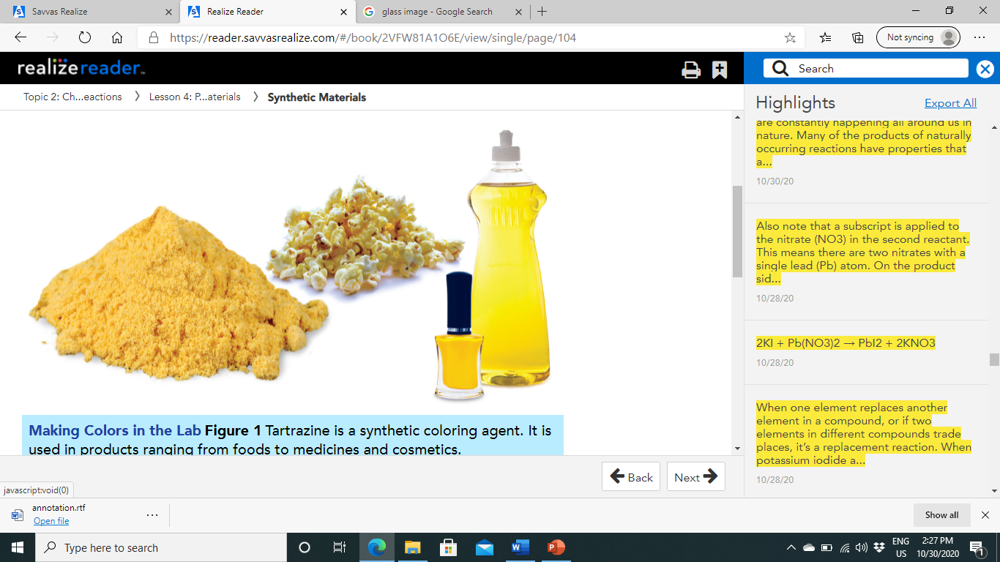 Savvas Realize
Realize Reader
glass image - Google Search
https://reader.savvasrealize.com/#/book/2VFW81A1O6E/view/single/page/104
Not syncing
realize reader™
Search
Topic 2: Ch...eactions
Lesson 4: P...aterials
Synthetic Materials
Highlights
Export All
are constantly happening all around us in
nature. Many of the products of naturally
occurring reactions have properties that
a...
10/30/20
Also note that a subscript is applied to
the nitrate (NO3) in the second reactant.
This means there are two nitrates with a
single lead (Pb) atom. On the product
sid...
10/28/20
2KI + Pb(NO3)2 → PbI2 + 2KNO3
10/28/20
When one element replaces another
element in a compound, or if two
elements in different compounds trade
places, it’s a replacement reaction. When
potassium iodide a...
10/28/20
Making Colors in the Lab Figure 1 Tartrazine is a synthetic coloring agent. It is
used in products ranging from foods to medicines and cosmetics.
Back
Next
javascript:void(0)
annotation.rtf
Open file
Show all
Type here to search
ENG
US
2:27 PM
10/30/2020
1